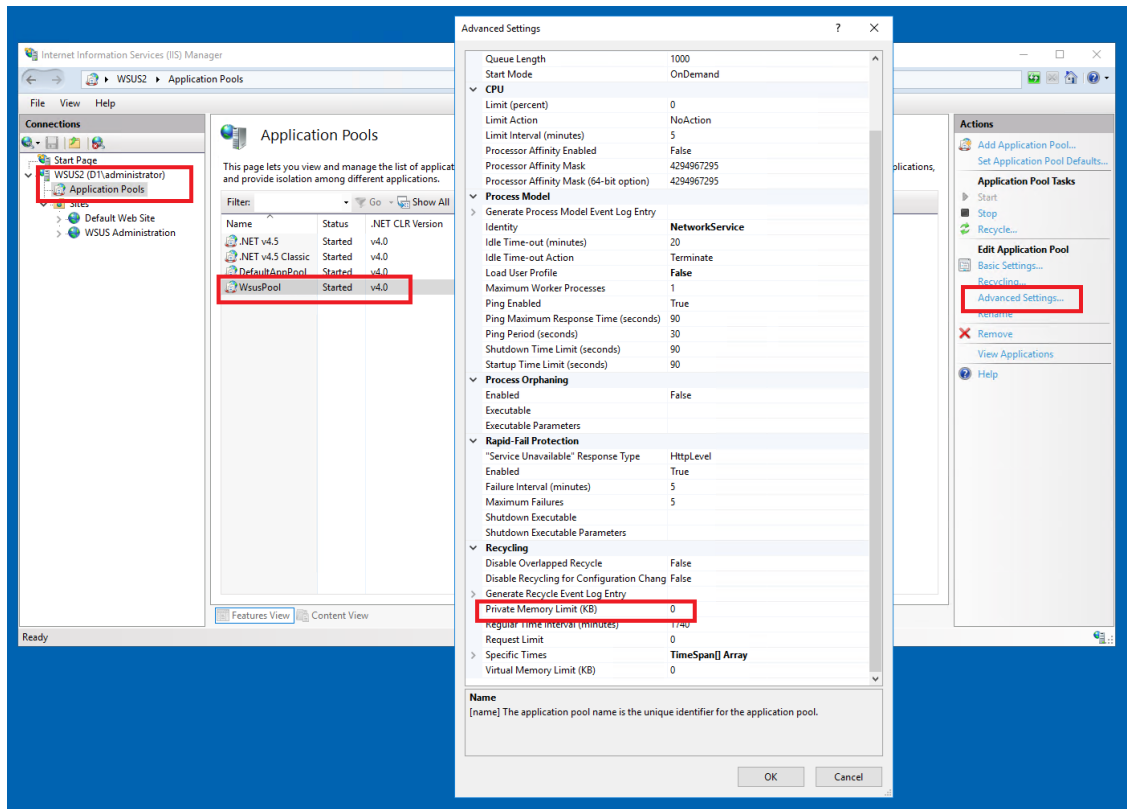 Internet Information Services (IIS) Manager
WSUS2
Application Pools
File View Help
Connections
Start Page
WSUS2 (D1\administrator)
Application Pools
Sites
Default Web Site
WSUS Administration
Application Pools
This page lets you view and manage the list of applicat
plications,
and provide isolation among different applications.
Filter: Go Show All
Name Status .NET CLR Version
.NET v4.5 Started v4.0
.NET v4.5 Classic Started v4.0
DefaultAppPool Started v4.0
WsusPool Started v4.0
Features View Content View
Ready
Advanced Settings ?
Queue Length 1000
Start Mode OnDemand
CPU
Limit (percent) 0
Limit Action NoAction
Limit Interval (minutes) 5
Processor Affinity Enabled False
Processor Affinity Mask 4294967295
Processor Affinity Mask (64-bit option) 4294967295
Process Model
Generate Process Model Event Log Entry
Identity NetworkService
Idle Time-out (minutes) 20
Idle Time-out Action Terminate
Load User Profile False
Maximum Worker Processes 1
Ping Enabled True
Ping Maximum Response Time (seconds) 90
Ping Period (seconds) 30
Shutdown Time Limit (seconds) 90
Startup Time Limit (seconds) 90
Process Orphaning
Enabled False
Executable
Executable Parameters
Rapid-Fail Protection
"Service Unavailable" Response Type HttpLevel
Enabled True
Failure Interval (minutes) 5
Maximum Failures 5
Shutdown Executable
Shutdown Executable Parameters
Recycling
Disable Overlapped Recycle False
Disable Recycling for Configuration Chang False
Generate Recycle Event Log Entry
Private Memory Limit (KB) 0
Regular Time Interval (minutes) 1740
Request Limit 0
Specific Times TimeSpan[] Array
Virtual Memory Limit (KB) 0
Name
[name] The application pool name is the unique identifier for the application pool.
OK Cancel
Actions
Add Application Pool...
Set Application Pool Defaults...
Application Pool Tasks
Start
Stop
Recycle...
Edit Application Pool
Basic Settings...
Recycling...
Advanced Settings...
Rename
Remove
View Applications
Help